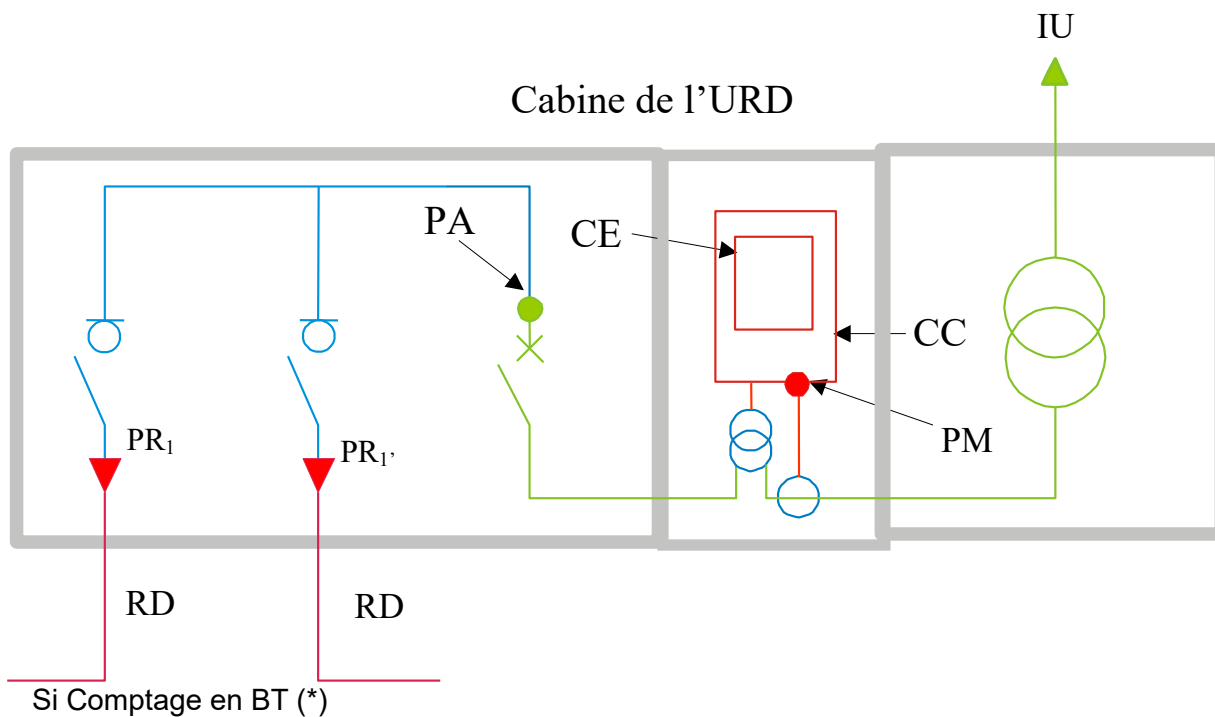 IU
Cabine de l’URD
PA
CE
CC
PR1
PR1’
PM
RD
RD
Si Comptage en BT (*)